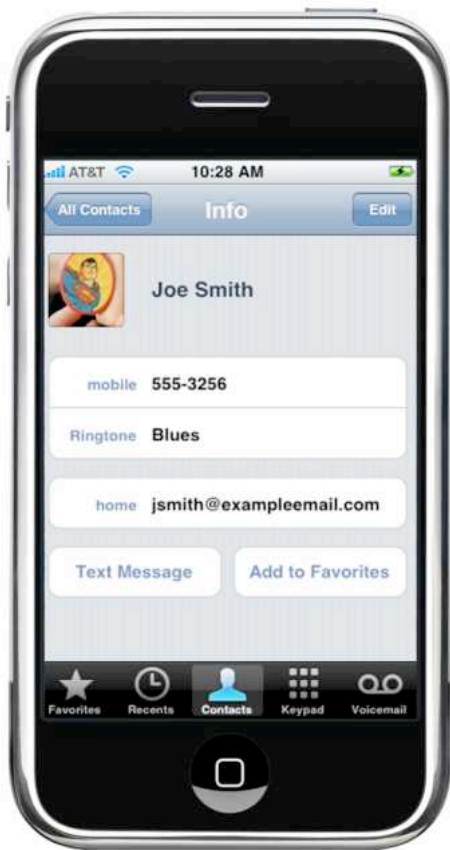 AT&T 10:28 AM
All Contacts Info Edit
Joe Smith
mobile 555-3256
Ringtone Blues
home jsmith@exampleemail.com
Text Message Add to Favorites
Favorites Recents Contacts Keypad Voicemail